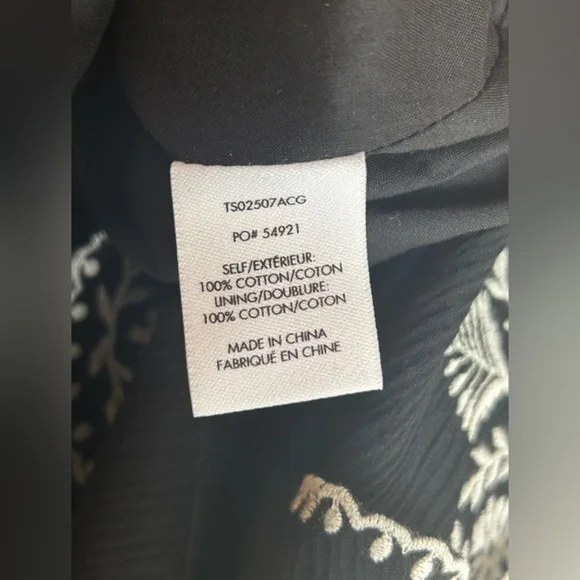 TS02507ACG
PO# 54921
SELF/EXTÉRIEUR:
100% COTTON/COTON
LINING/DOUBLURE:
100% COTTON/COTON
MADE IN CHINA
FABRIQUÉ EN CHINE